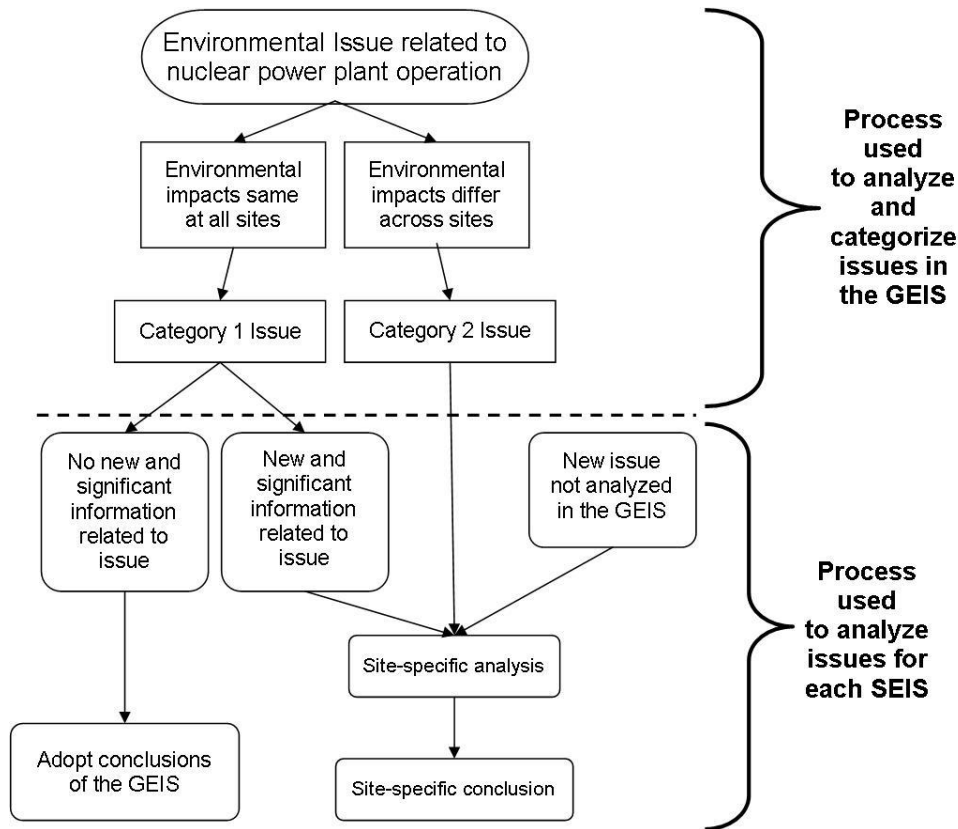 Environmental Issue related to
nuclear power plant operation
Environmental
impacts same
at all sites
Environmental
impacts differ
across sites
Category 1 Issue
Category 2 Issue
Process
used
to analyze
and
categorize
issues in
the GEIS
No new and
significant
information
related to
issue
New and
significant
information
related to
issue
New issue
not analyzed
in the GEIS
Site-specific analysis
Adopt conclusions
of the GEIS
Site-specific conclusion
Process
used
to analyze
issues for
each SEIS